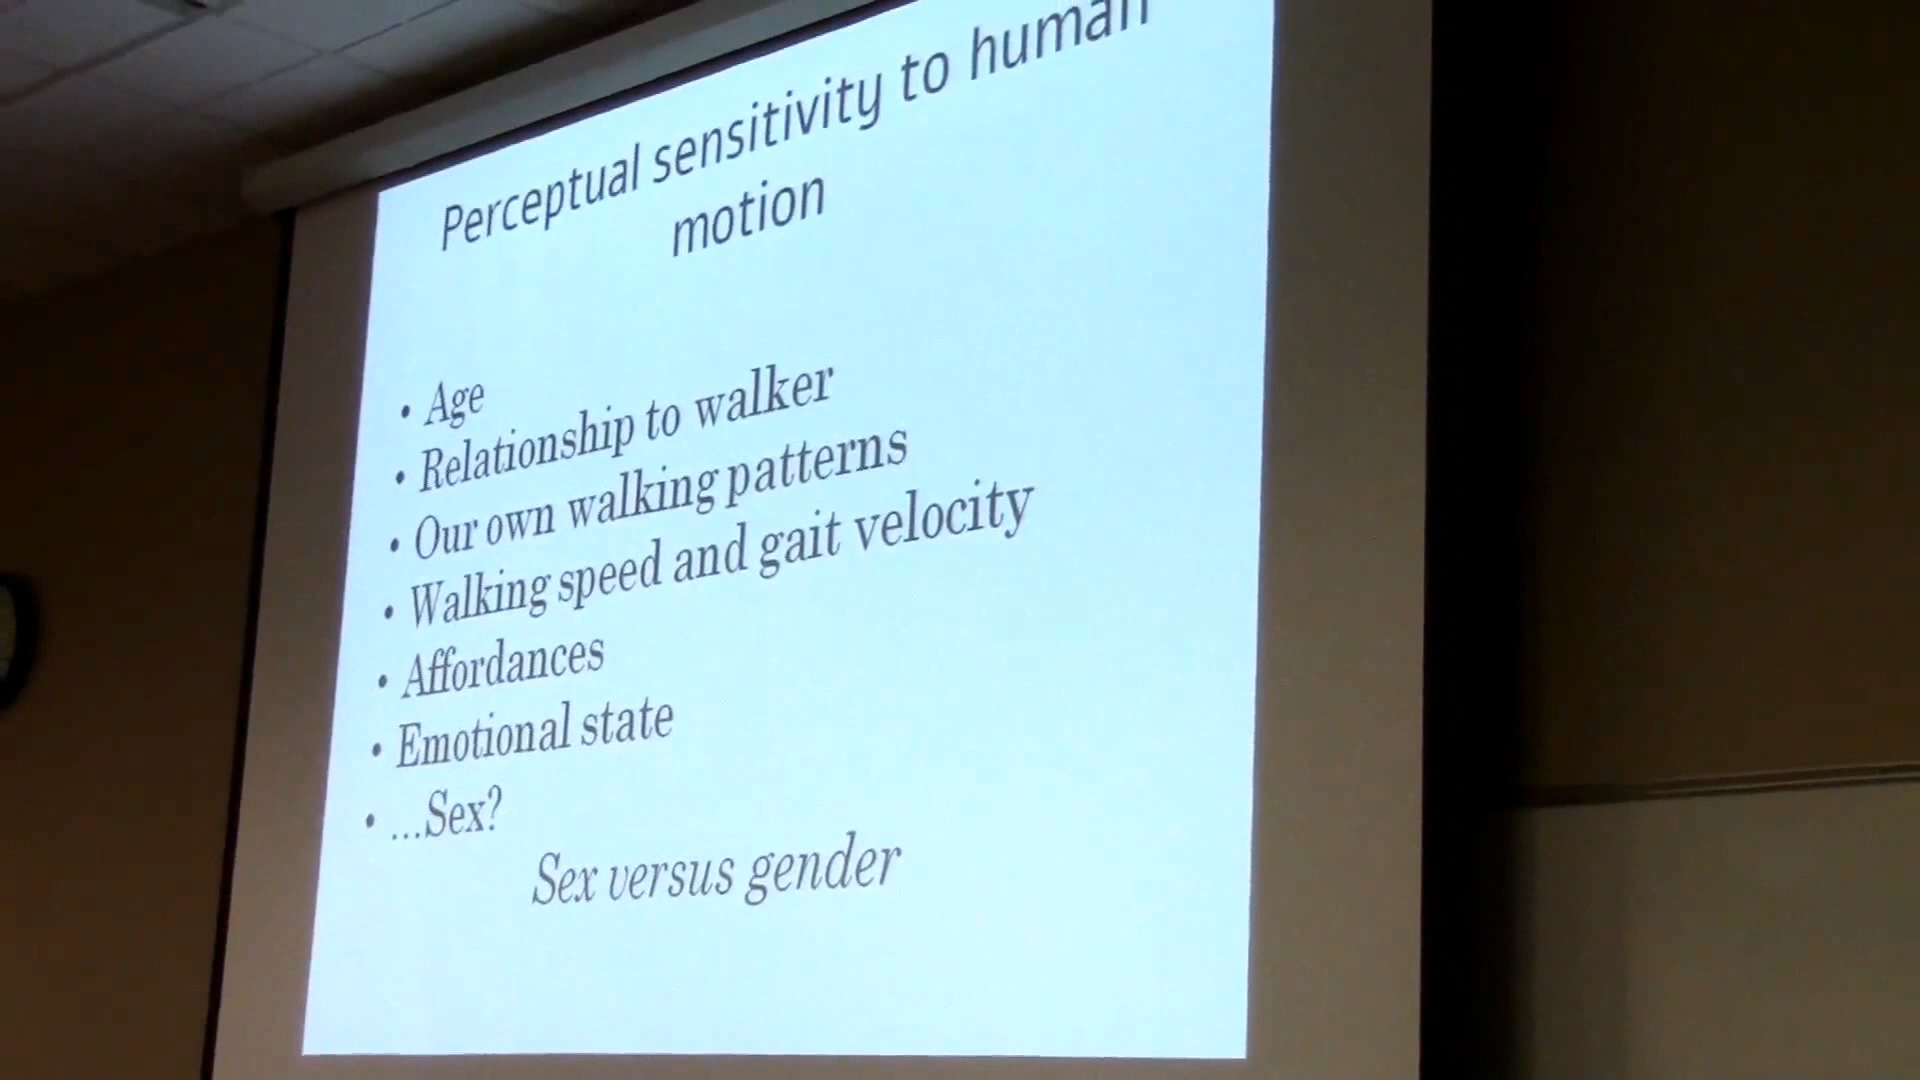 Perceptual sensitivity to human
motion
• Age
• Relationship to walker
• Our own walking patterns
• Walking speed and gait velocity
• Affordances
• Emotional state
• ...Sex?
Sex versus gender